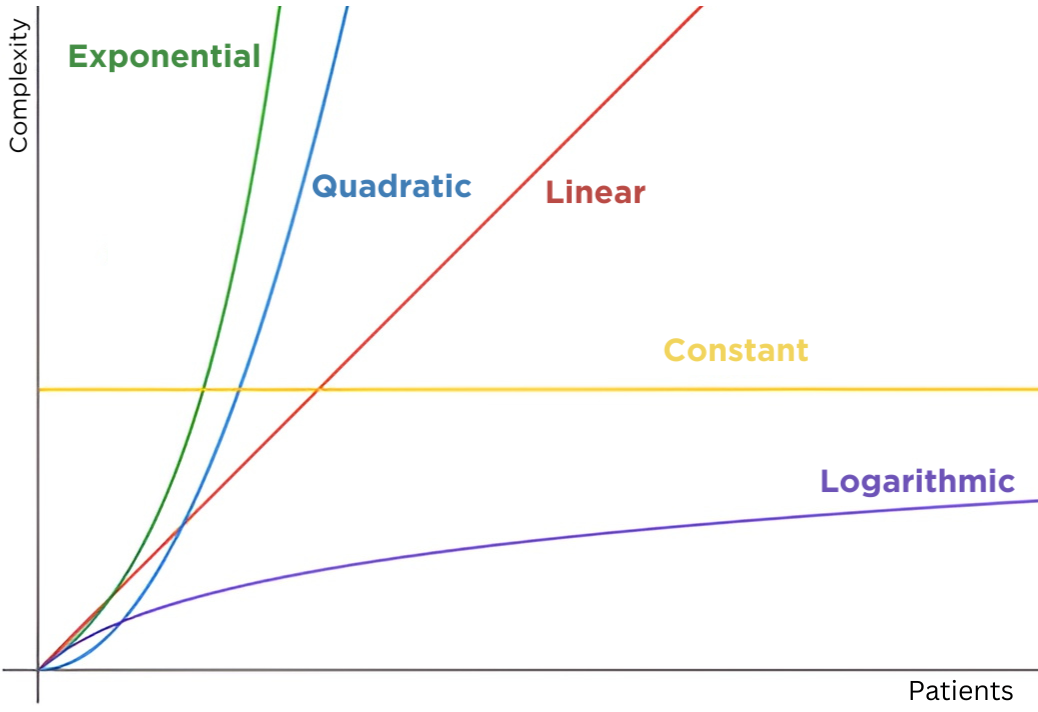 Complexity
Exponential
Quadratic
Linear
Constant
Logarithmic
Patients